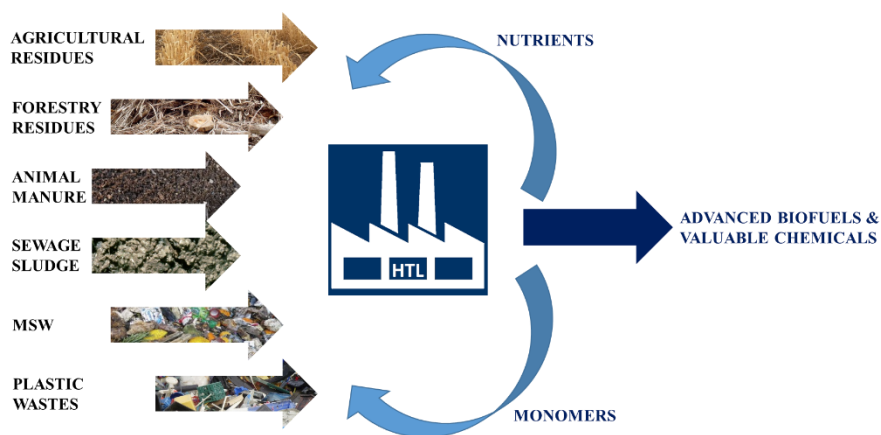 AGRICULTURAL
RESIDUES
FORESTRY
RESIDUES
ANIMAL
MANURE
SEWAGE
SLUDGE
MSW
PLASTIC
WASTES
NUTRIENTS
HTL
ADVANCED BIOFUELS &
VALUABLE CHEMICALS
MONOMERS